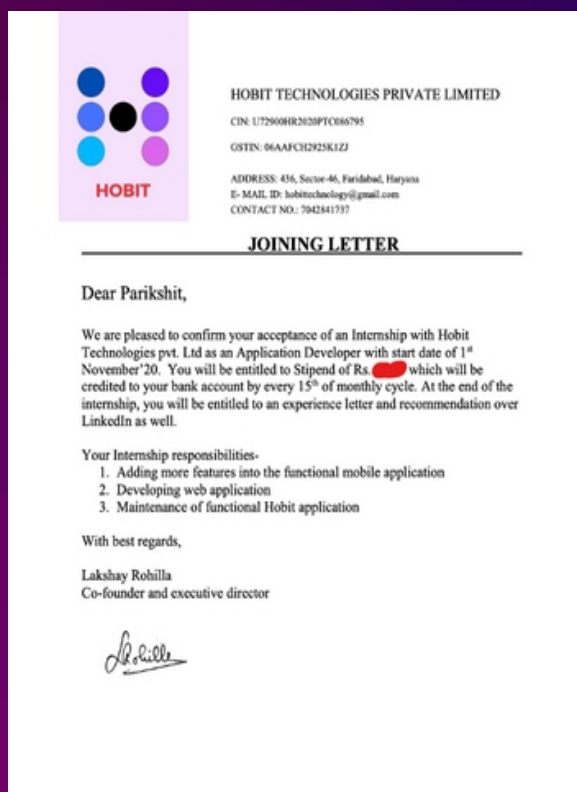 HOBIT
HOBIT TECHNOLOGIES PRIVATE LIMITED
CIN: U72900HR2020PTC086795
GSTIN: 06AAFCH2925K1ZJ
ADDRESS: 436, Sector-46, Faridabad, Haryana
E- MAIL ID: hobittechnology@gmail.com
CONTACT NO.: 7042841737
JOINING LETTER
Dear Parikshit,
We are pleased to confirm your acceptance of an Internship with Hobit
Technologies pvt. Ltd as an Application Developer with start date of 1st
November'20. You will be entitled to Stipend of Rs. which will be
credited to your bank account by every 15th of monthly cycle. At the end of the
internship, you will be entitled to an experience letter and recommendation over
LinkedIn as well.
Your Internship responsibilities-
1. Adding more features into the functional mobile application
2. Developing web application
3. Maintenance of functional Hobit application
With best regards,
Lakshay Rohilla
Co-founder and executive director
LRohilla